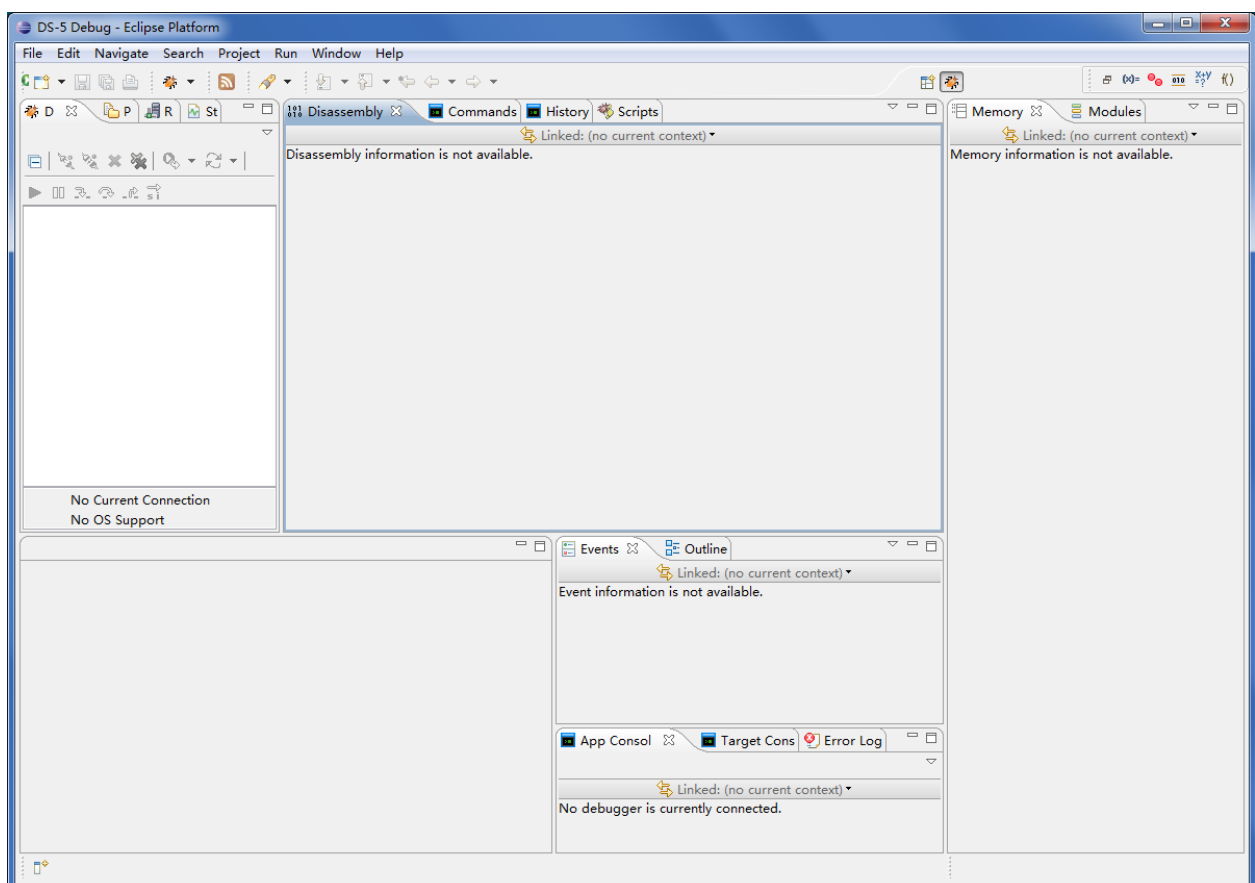 DS-5 Debug - Eclipse Platform
File Edit Navigate Search Project Run Window Help
D P R St
Disassembly Commands History Scripts
Memory Modules
Linked: (no current context)
Linked: (no current context)
Disassembly information is not available.
Memory information is not available.
No Current Connection
No OS Support
Events Outline
Linked: (no current context)
Event information is not available.
App Consol Target Cons Error Log
Linked: (no current context)
No debugger is currently connected.